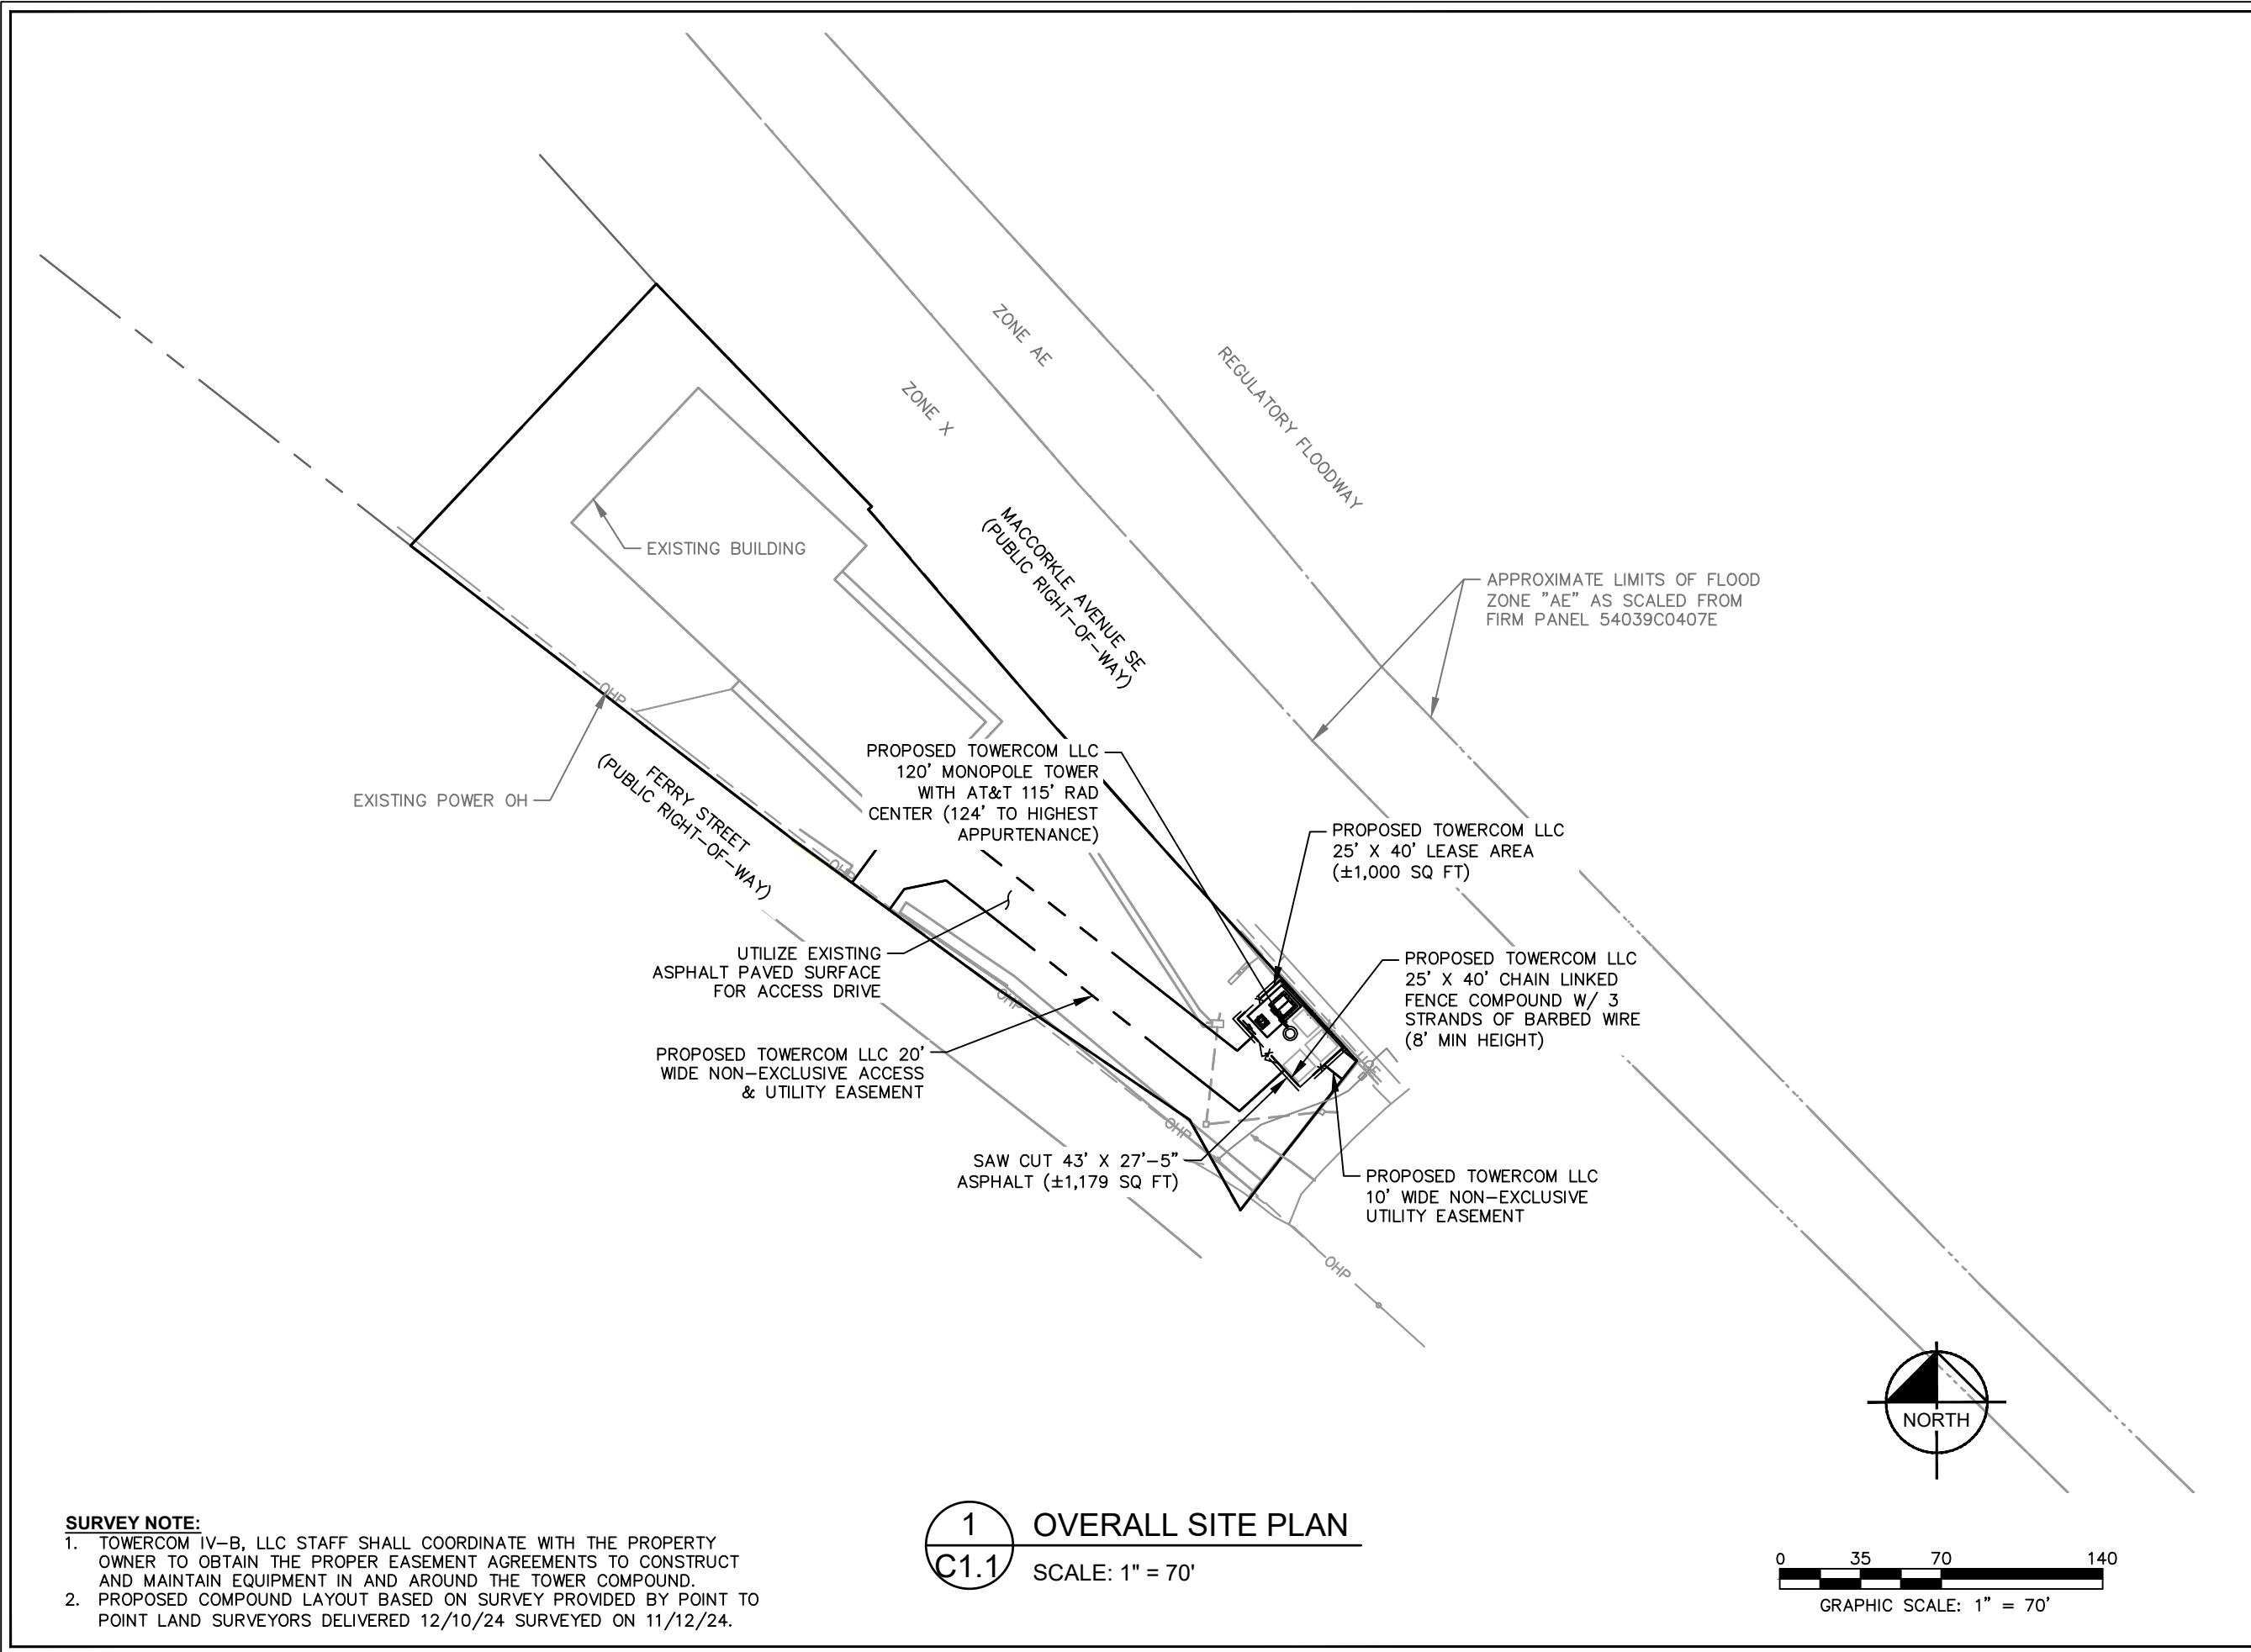 ZONE AE
REGULATORY FLOODWAY
ZONE X
MACCORKLE AVENUE SE
(PUBLIC RIGHT-OF-WAY)
EXISTING BUILDING
APPROXIMATE LIMITS OF FLOOD
ZONE "AE" AS SCALED FROM
FIRM PANEL 54039C0407E
OHP
EXISTING POWER OH
FERRY STREET
(PUBLIC RIGHT-OF-WAY)
PROPOSED TOWERCOM LLC
120' MONOPOLE TOWER
WITH AT&T 115' RAD
CENTER (124' TO HIGHEST
APPURTENANCE)
PROPOSED TOWERCOM LLC
25' X 40' LEASE AREA
(±1,000 SQ FT)
OHP
UTILIZE EXISTING
ASPHALT PAVED SURFACE
FOR ACCESS DRIVE
PROPOSED TOWERCOM LLC
25' X 40' CHAIN LINKED
FENCE COMPOUND W/ 3
STRANDS OF BARBED WIRE
(8' MIN HEIGHT)
OHP
PROPOSED TOWERCOM LLC 20'
WIDE NON-EXCLUSIVE ACCESS
& UTILITY EASEMENT
OHP
SAW CUT 43' X 27'-5"
ASPHALT (±1,179 SQ FT)
PROPOSED TOWERCOM LLC
10' WIDE NON-EXCLUSIVE
UTILITY EASEMENT
OHP
NORTH
SURVEY NOTE:
1. TOWERCOM IV-B, LLC STAFF SHALL COORDINATE WITH THE PROPERTY
OWNER TO OBTAIN THE PROPER EASEMENT AGREEMENTS TO CONSTRUCT
AND MAINTAIN EQUIPMENT IN AND AROUND THE TOWER COMPOUND.
2. PROPOSED COMPOUND LAYOUT BASED ON SURVEY PROVIDED BY POINT TO
POINT LAND SURVEYORS DELIVERED 12/10/24 SURVEYED ON 11/12/24.
1
C1.1
OVERALL SITE PLAN
SCALE: 1" = 70'
0 35 70 140
GRAPHIC SCALE: 1" = 70'